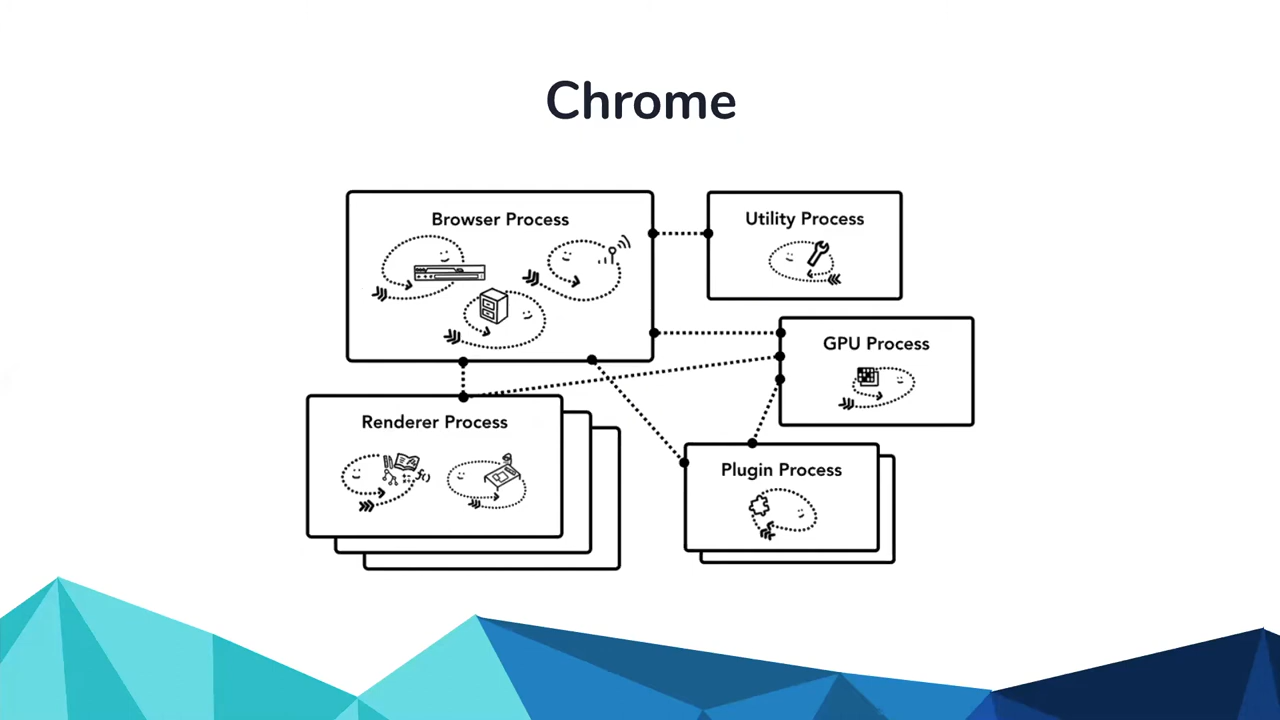 Chrome
Browser Process
Utility Process
GPU Process
Renderer Process
Plugin Process